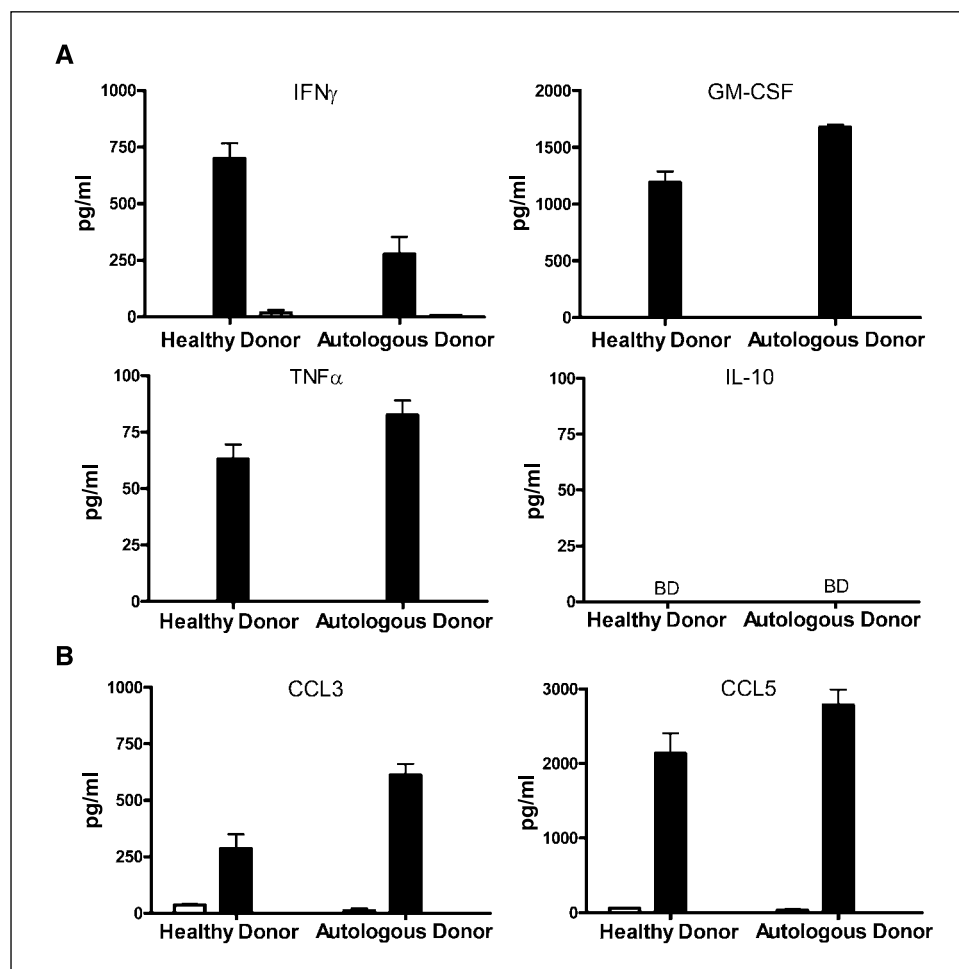 A
IFNγ
1000
750
500
250
0
pg/ml
Healthy Donor Autologous Donor
GM-CSF
2000
1500
1000
500
0
pg/ml
Healthy Donor Autologous Donor
TNFα
100
75
50
25
0
pg/ml
Healthy Donor Autologous Donor
IL-10
100
75
50
25
0
pg/ml
BD BD
Healthy Donor Autologous Donor
B
CCL3
1000
750
500
250
0
pg/ml
Healthy Donor Autologous Donor
CCL5
3000
2000
1000
0
pg/ml
Healthy Donor Autologous Donor